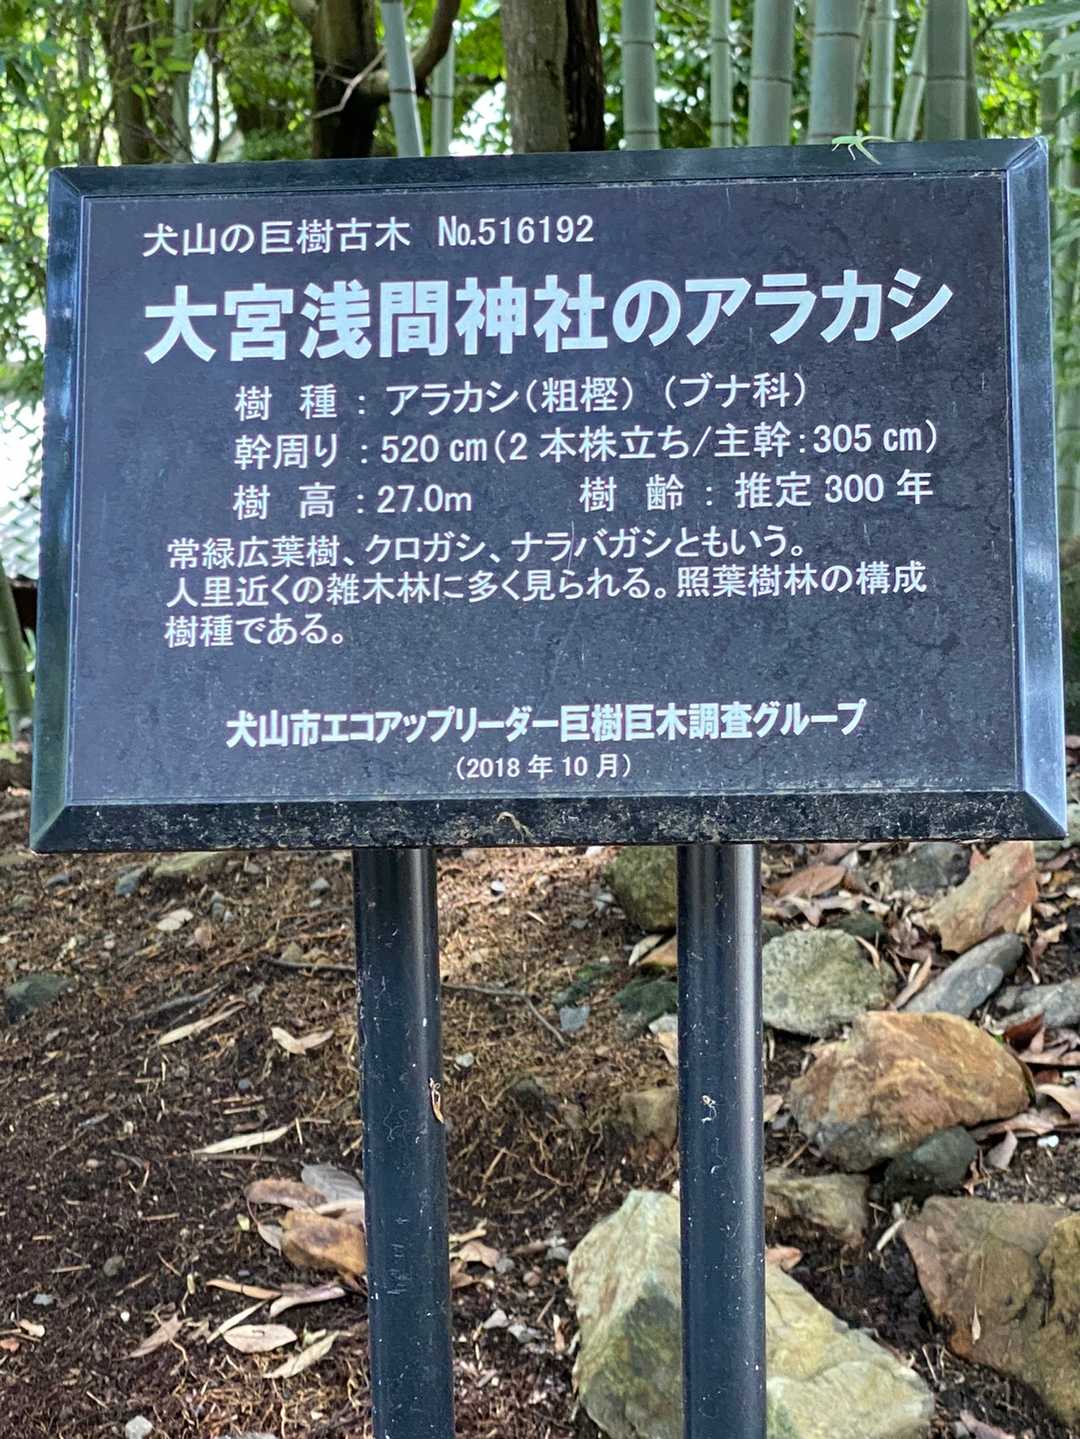 犬山の巨樹古木 No.516192
大宮浅間神社のアラカシ
樹 種 : アラカシ(粗樫) (ブナ科)
幹周り : 520 cm(2 本株立ち/主幹:305 cm)
樹 高 : 27.0m 樹 齢 : 推定 300 年
常緑広葉樹、クロガシ、ナラバガシともいう。
人里近くの雑木林に多く見られる。照葉樹林の構成
樹種である。
犬山市エコアップリーダー巨樹巨木調査グループ
(2018 年 10 月)